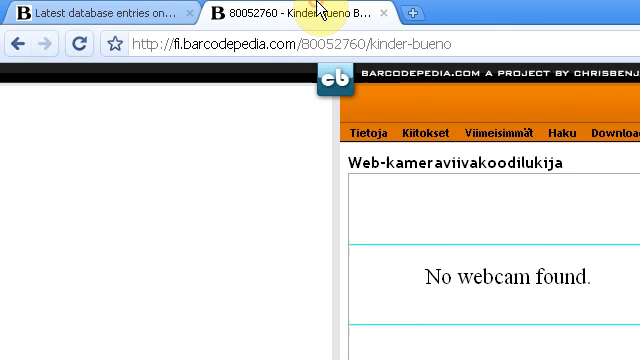 Latest database entries on...
80052760 - Kinder Bueno B...
http://fi.barcodepedia.com/80052760/kinder-bueno
cb
BARCODEPEDIA.COM A PROJECT BY CHRISBENJ
Tietoja Kiitokset Viimeisimmät Haku Downloa
Web-kameraviivakoodilukija
No webcam found.